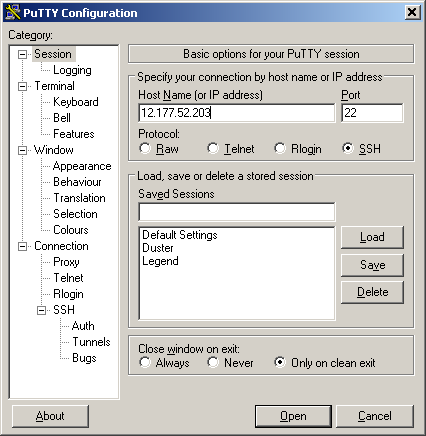 PuTTY Configuration
Category:
Session
Logging
Terminal
Keyboard
Bell
Features
Window
Appearance
Behaviour
Translation
Selection
Colours
Connection
Proxy
Telnet
Rlogin
SSH
Auth
Tunnels
Bugs
Basic options for your PuTTY session
Specify your connection by host name or IP address
Host Name (or IP address) Port
12.177.52.203 22
Protocol:
Raw Telnet Rlogin SSH
Load, save or delete a stored session
Saved Sessions
Default Settings
Duster
Legend
Load
Save
Delete
Close window on exit:
Always Never Only on clean exit
About Open Cancel